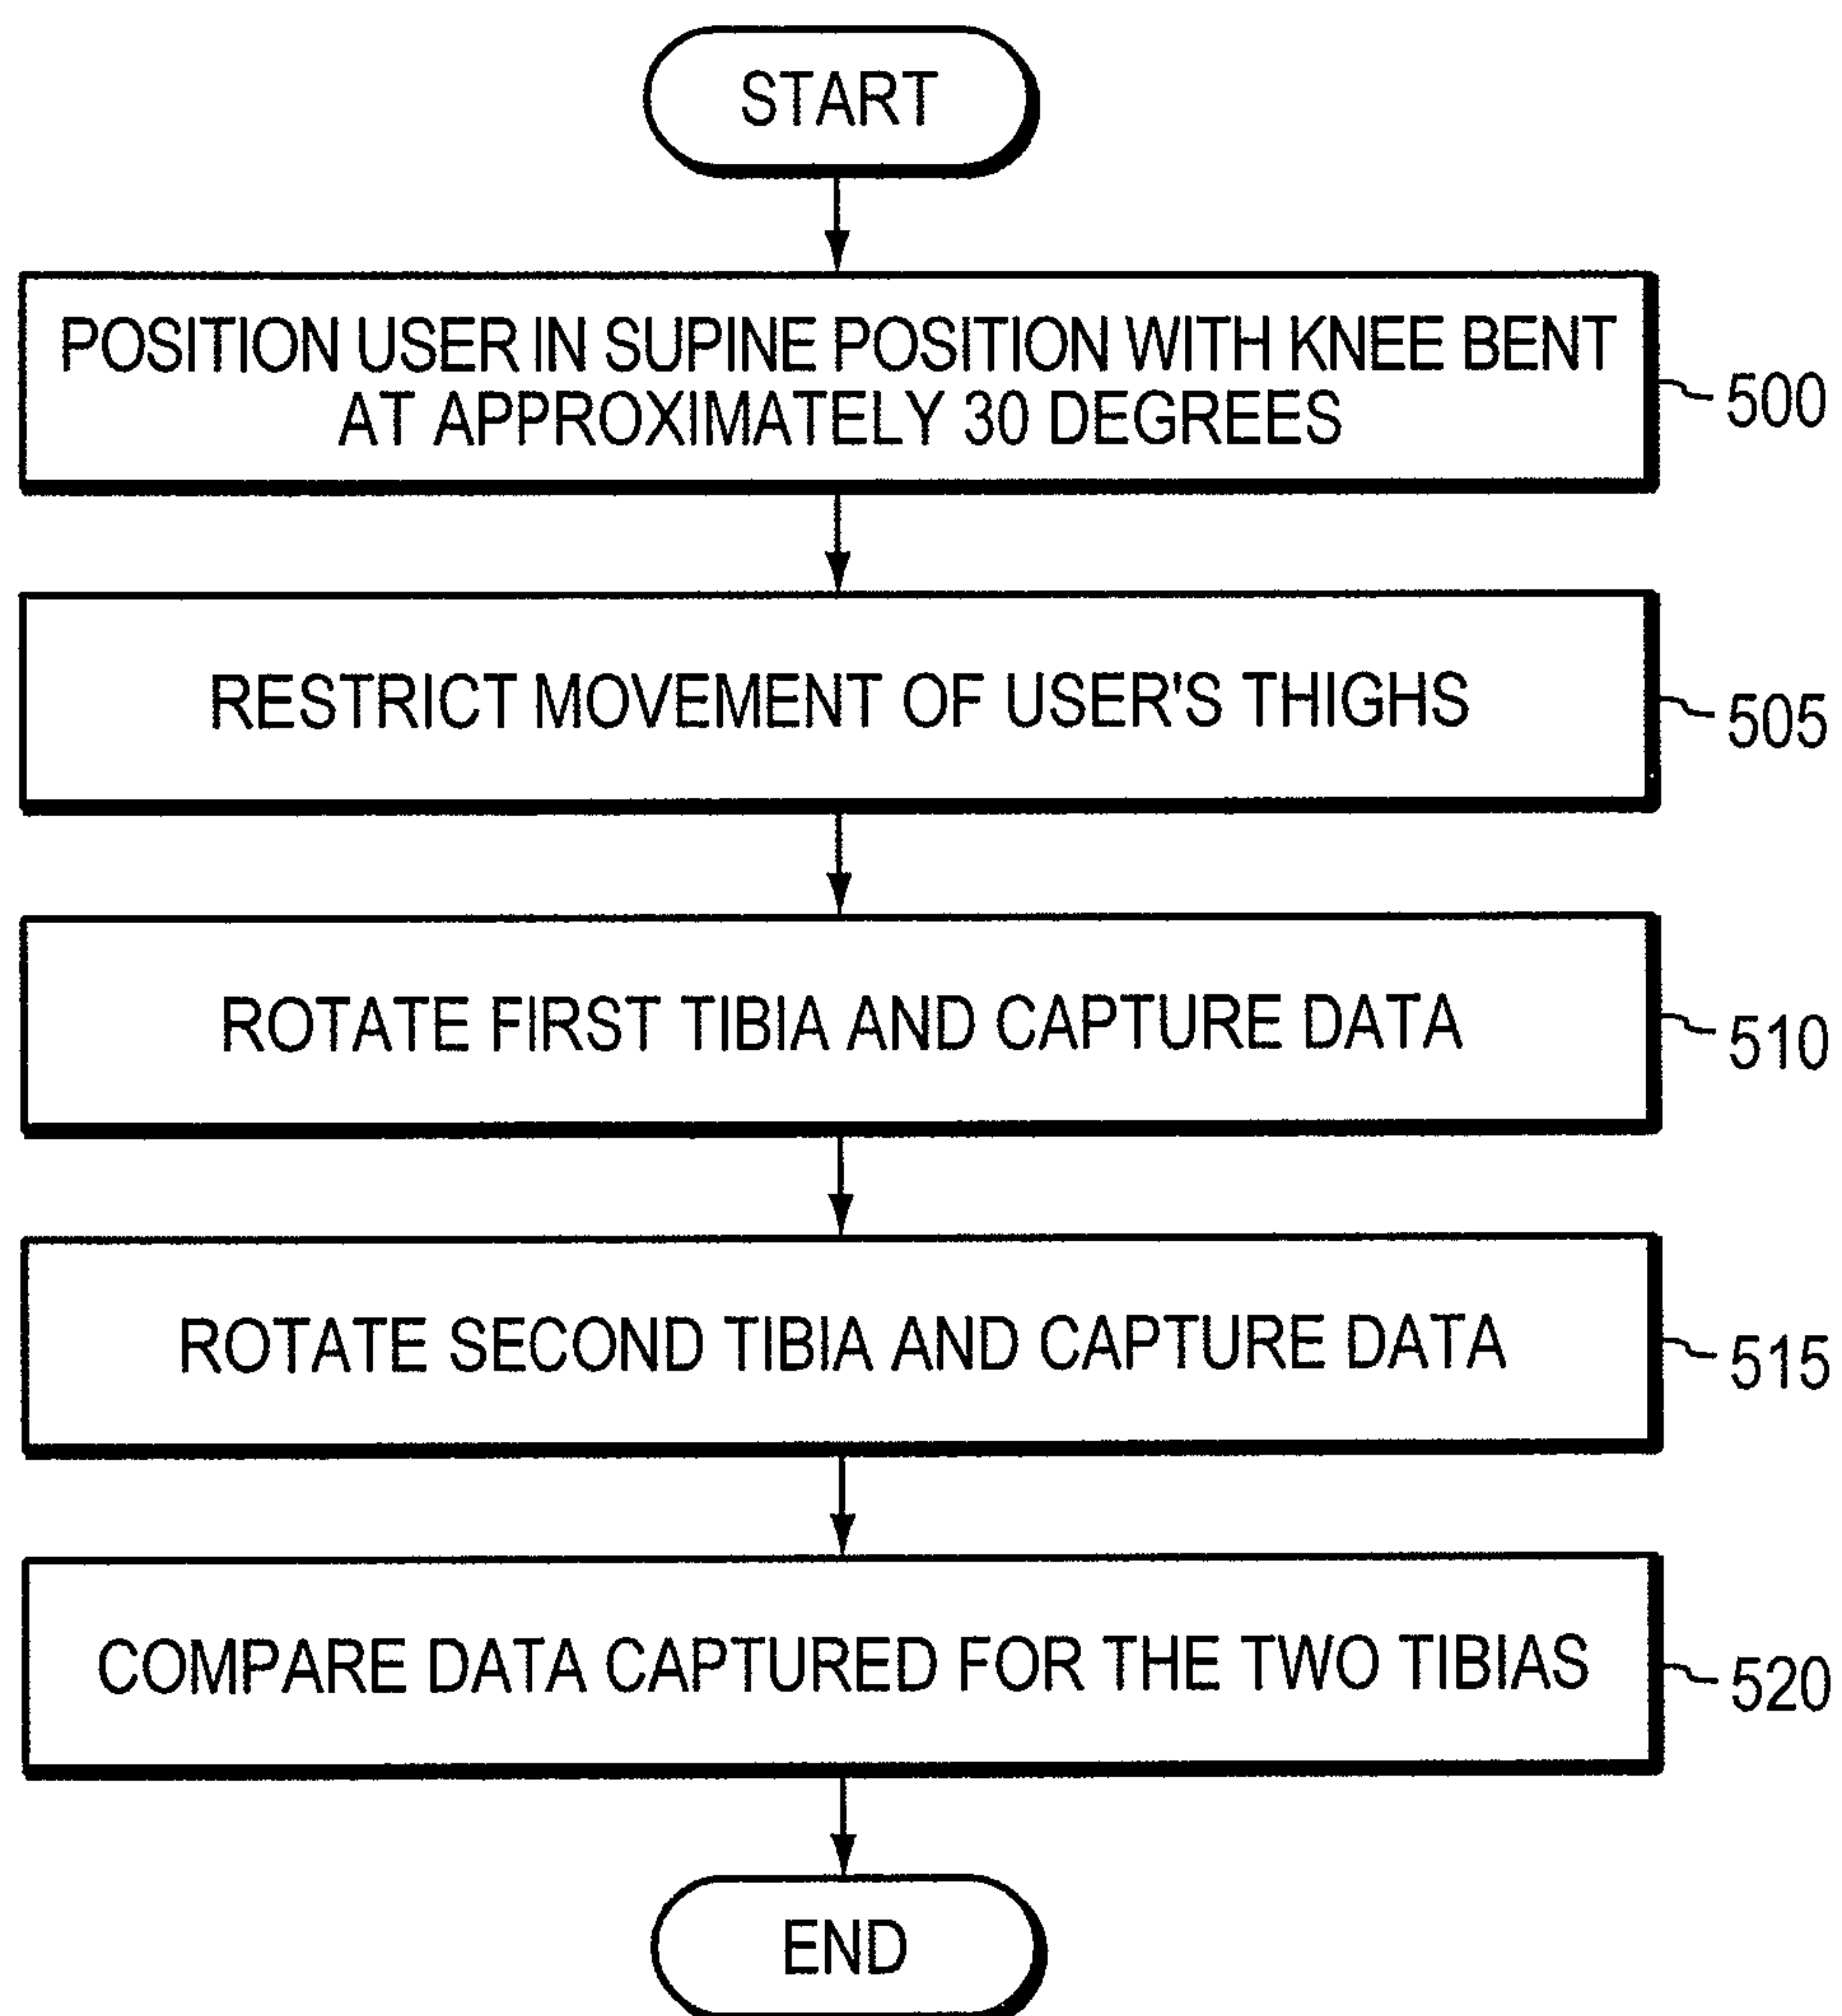 START
POSITION USER IN SUPINE POSITION WITH KNEE BENT
AT APPROXIMATELY 30 DEGREES
500
RESTRICT MOVEMENT OF USER'S THIGHS
505
ROTATE FIRST TIBIA AND CAPTURE DATA
510
ROTATE SECOND TIBIA AND CAPTURE DATA
515
COMPARE DATA CAPTURED FOR THE TWO TIBIAS
520
END